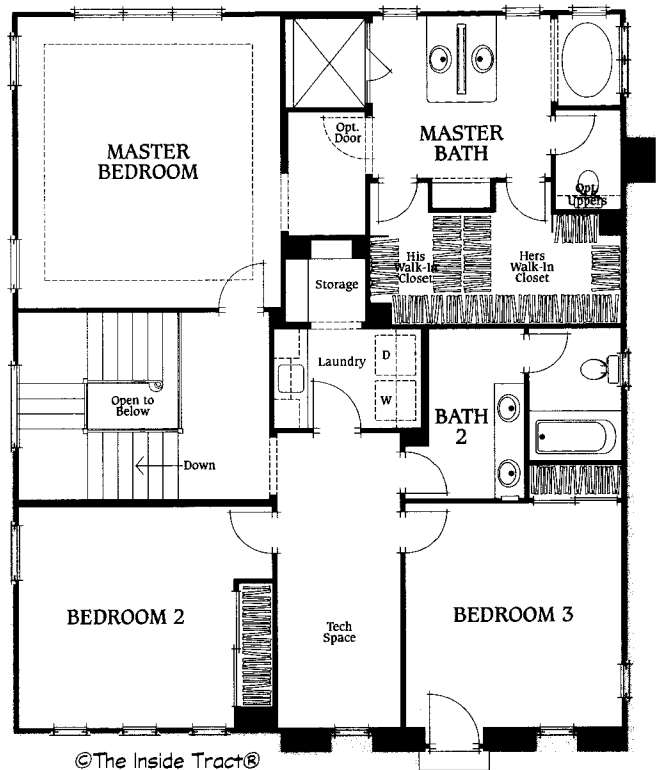 Opt.
Door
MASTER
BATH
MASTER
BEDROOM
Opt.
Uppers
His
Walk-In
Closet
Hers
Walk-In
Closet
Storage
Laundry
D
W
Open to
Below
BATH
2
Down
BEDROOM 2
Tech
Space
BEDROOM 3
©The Inside Tract®